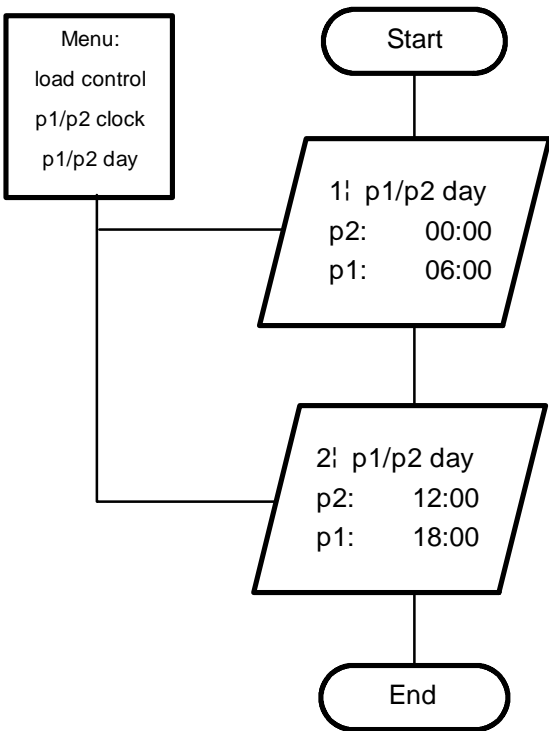 Menu:
load control
p1/p2 clock
p1/p2 day
Start
1¦ p1/p2 day
p2: 00:00
p1: 06:00
2¦ p1/p2 day
p2: 12:00
p1: 18:00
End